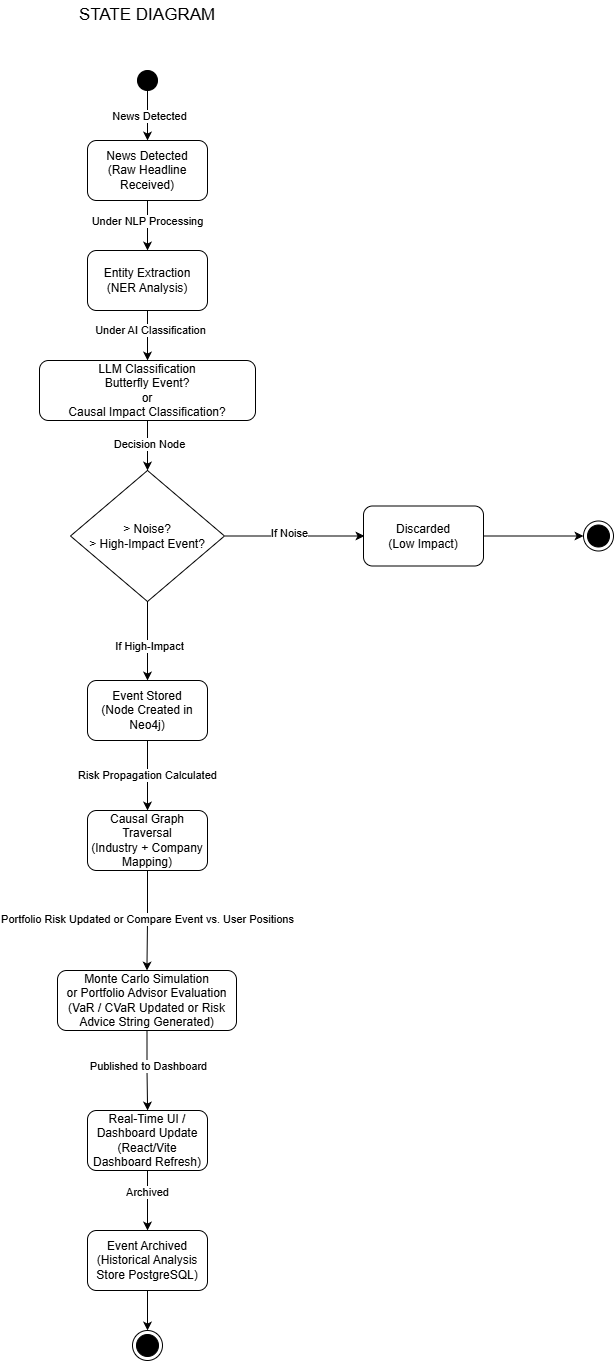 STATE DIAGRAM
News Detected
News Detected
(Raw Headline
Received)
Under NLP Processing
Entity Extraction
(NER Analysis)
Under AI Classification
LLM Classification
Butterfly Event?
or
Causal Impact Classification?
Decision Node
> Noise?
> High-Impact Event?
If Noise
Discarded
(Low Impact)
If High-Impact
Event Stored
(Node Created in
Neo4j)
Risk Propagation Calculated
Causal Graph
Traversal
(Industry + Company
Mapping)
Portfolio Risk Updated or Compare Event vs. User Positions
Monte Carlo Simulation
or Portfolio Advisor Evaluation
(VaR / CVaR Updated or Risk
Advice String Generated)
Published to Dashboard
Real-Time UI /
Dashboard Update
(React/Vite
Dashboard Refresh)
Archived
Event Archived
(Historical Analysis
Store PostgreSQL)